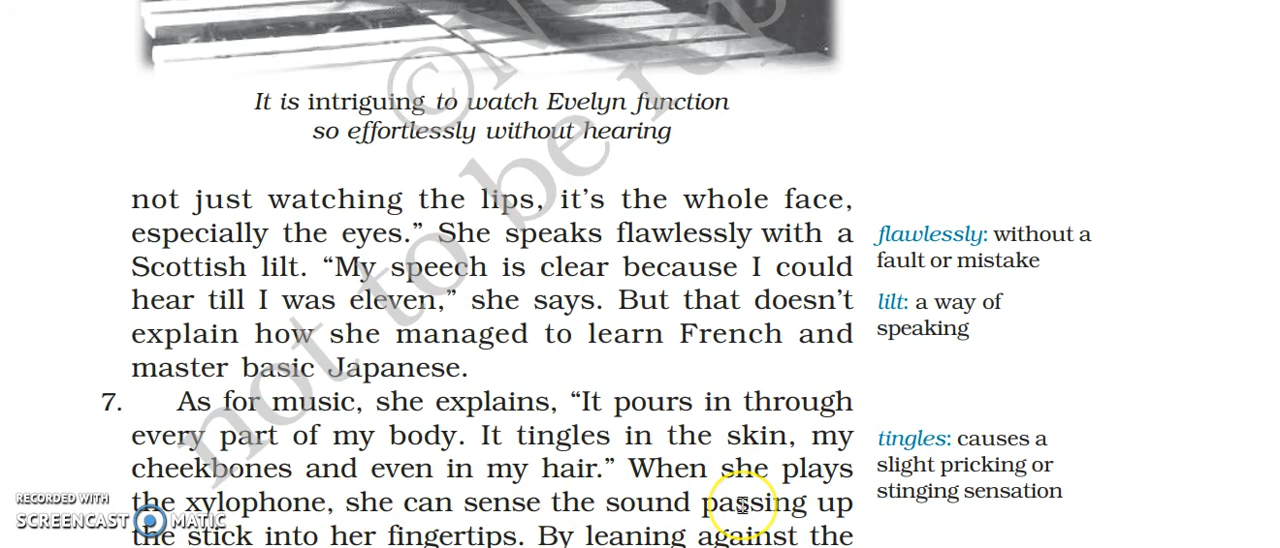 It is intriguing to watch Evelyn function
so effortlessly without hearing
not just watching the lips, it's the whole face,
especially the eyes." She speaks flawlessly with a
Scottish lilt. "My speech is clear because I could
hear till I was eleven," she says. But that doesn't
explain how she managed to learn French and
master basic Japanese.
7. As for music, she explains, "It pours in through
every part of my body. It tingles in the skin, my
cheekbones and even in my hair." When she plays
the xylophone, she can sense the sound passing up
the stick into her fingertips. By leaning against the
flawlessly: without a
fault or mistake
lilt: a way of
speaking
tingles: causes a
slight pricking or
stinging sensation
not to be rep
RECORDED WITH
SCREENCAST MATIC